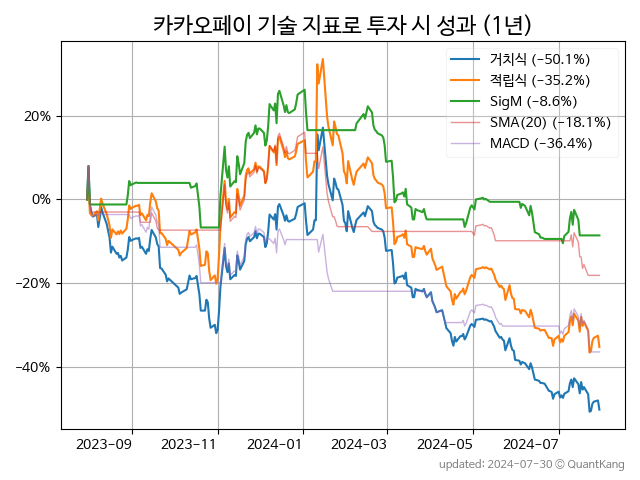 카카오페이 기술 지표로 투자 시 성과 (1년)
거치식 (−50.1%)
적립식 (−35.2%)
SigM (−8.6%)
SMA(20) (−18.1%)
MACD (−36.4%)
20%
0%
−20%
−40%
2023-09 2023-11 2024-01 2024-03 2024-05 2024-07
updated: 2024-07-30 © QuantKang